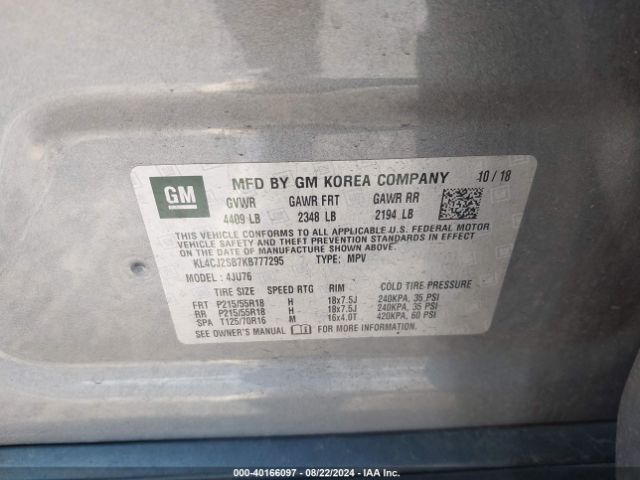 GM
MFD BY GM KOREA COMPANY 10/18
GVWR GAWR FRT GAWR RR
4409 LB 2348 LB 2194 LB
THIS VEHICLE CONFORMS TO ALL APPLICABLE U.S. FEDERAL MOTOR
VEHICLE SAFETY AND THEFT PREVENTION STANDARDS IN EFFECT
ON THE DATE OF MANUFACTURE SHOWN ABOVE.
KL4CJ2SB7KB777295 TYPE: MPV
MODEL: 4JU76
TIRE SIZE SPEED RTG RIM COLD TIRE PRESSURE
FRT P215/55R18 H 18x7.5J 240KPA, 35 PSI
RR P215/55R18 H 18x7.5J 240KPA, 35 PSI
SPA T125/70R16 M 16x4.0T 420KPA, 60 PSI
SEE OWNER'S MANUAL FOR MORE INFORMATION
000-40166097 - 08/22/2024 - IAA Inc.